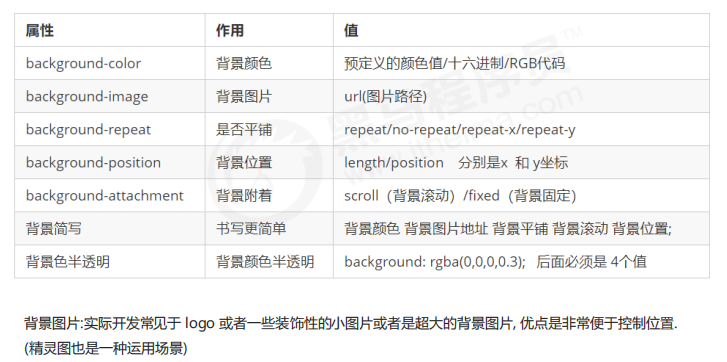 属性 作用 值
background-color 背景颜色 预定义的颜色值/十六进制/RGB代码
background-image 背景图片 url(图片路径)
background-repeat 是否平铺 repeat/no-repeat/repeat-x/repeat-y
background-position 背景位置 length/position 分别是x 和 y坐标
background-attachment 背景附着 scroll（背景滚动）/fixed（背景固定）
背景简写 书写更简单 背景颜色 背景图片地址 背景平铺 背景滚动 背景位置;
背景色半透明 背景颜色半透明 background: rgba(0,0,0,0.3); 后面必须是 4个值
背景图片:实际开发常见于 logo 或者一些装饰性的小图片或者是超大的背景图片, 优点是非常便于控制位置.
(精灵图也是一种运用场景)
黑马程序员™
www.itheima.com